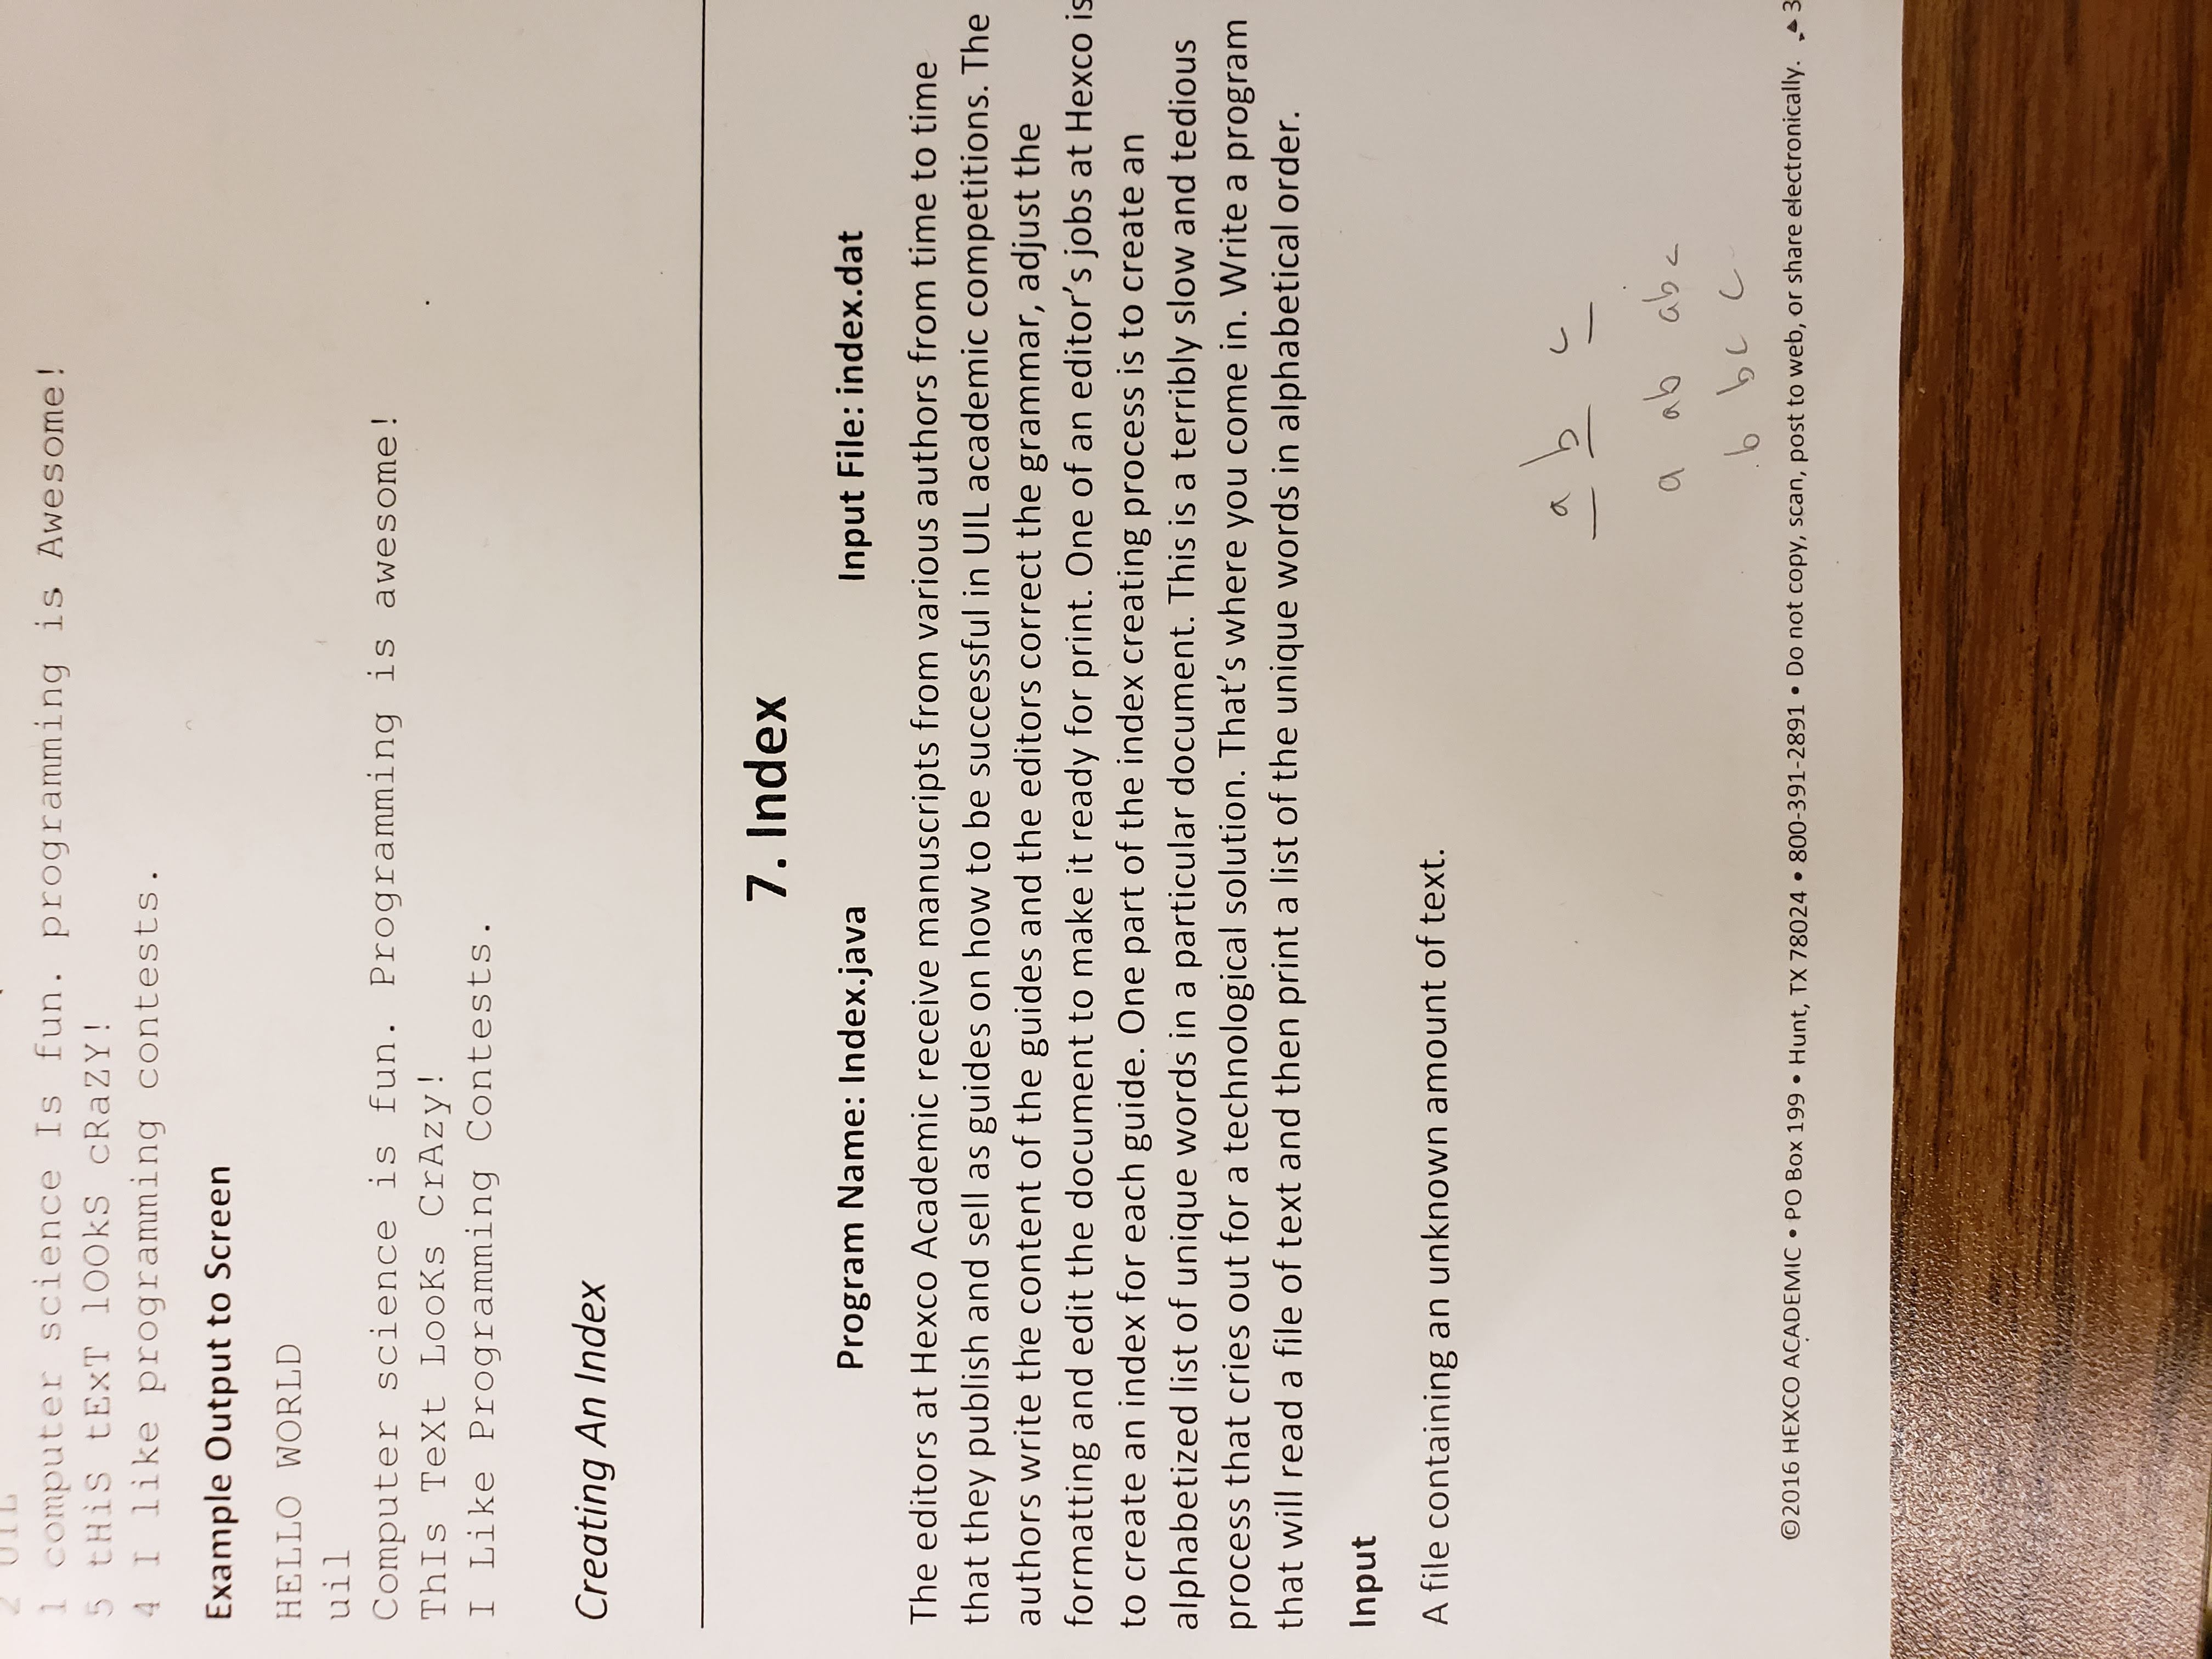 2 UIL
1 computer science Is fun. programming is Awesome!
5 tHiS tExT lOOkS cRaZY!
4 I like programming contests.
Example Output to Screen
HELLO WORLD
uil
Computer science is fun. Programming is awesome!
ThIs TeXt LooKs CrAzy!
I Like Programming Contests.
Creating An Index
7. Index
Program Name: Index.java Input File: index.dat
The editors at Hexco Academic receive manuscripts from various authors from time to time
that they publish and sell as guides on how to be successful in UIL academic competitions. The
authors write the content of the guides and the editors correct the grammar, adjust the
formatting and edit the document to make it ready for print. One of an editor's jobs at Hexco is
to create an index for each guide. One part of the index creating process is to create an
alphabetized list of unique words in a particular document. This is a terribly slow and tedious
process that cries out for a technological solution. That's where you come in. Write a program
that will read a file of text and then print a list of the unique words in alphabetical order.
Input
A file containing an unknown amount of text.
a b c
a ab abc
b bc c
©2016 HEXCO ACADEMIC • PO Box 199 • Hunt, TX 78024 • 800-391-2891 • Do not copy, scan, post to web, or share electronically. 3